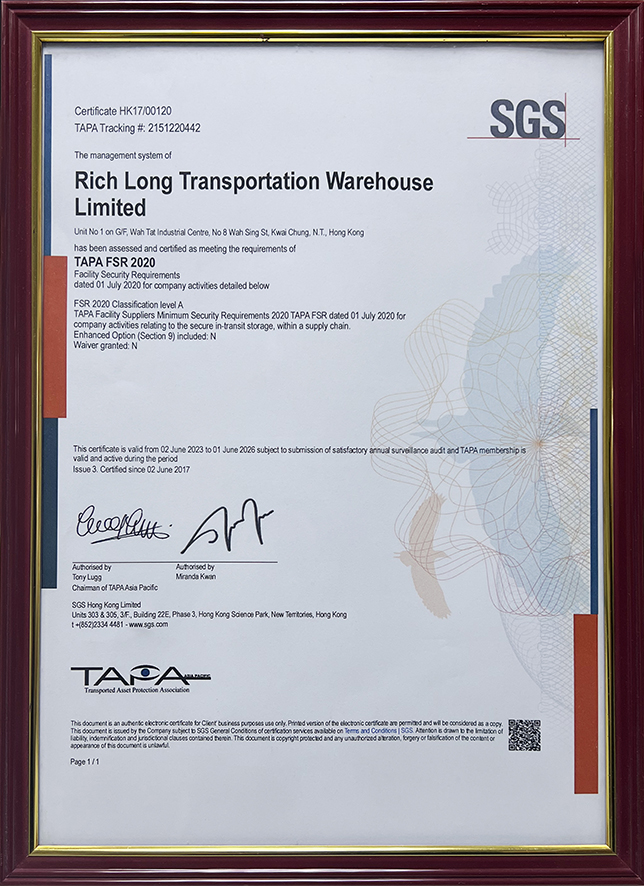 Certificate HK17/00120
TAPA Tracking #: 2151220442
SGS
The management system of
Rich Long Transportation Warehouse
Limited
Unit No 1 on G/F, Wah Tat Industrial Centre, No 8 Wah Sing St, Kwai Chung, N.T., Hong Kong
has been assessed and certified as meeting the requirements of
TAPA FSR 2020
Facility Security Requirements
dated 01 July 2020 for company activities detailed below
FSR 2020 Classification level A
TAPA Facility Suppliers Minimum Security Requirements 2020 TAPA FSR dated 01 July 2020 for
company activities relating to the secure in-transit storage, within a supply chain.
Enhanced Option (Section 9) included: N
Waiver granted: N
This certificate is valid from 02 June 2023 to 01 June 2026 subject to submission of satisfactory annual surveillance audit and TAPA membership is
valid and active during the period
Issue 3. Certified since 02 June 2017
Authorised by
Tony Lugg
Chairman of TAPA Asia Pacific
Authorised by
Miranda Kwan
SGS Hong Kong Limited
Units 303 & 305, 3/F., Building 22E, Phase 3, Hong Kong Science Park, New Territories, Hong Kong
t +(852)2334 4481 - www.sgs.com
TAPA ASIA PACIFIC
Transported Asset Protection Association
This document is an authentic electronic certificate for Client' business purposes use only. Printed version of the electronic certificate are permitted and will be considered as a copy.
This document is issued by the Company subject to SGS General Conditions of certification services available on Terms and Conditions | SGS. Attention is drawn to the limitation of
liability, indemnification and jurisdictional clauses contained therein. This document is copyright protected and any unauthorized alteration, forgery or falsification of the content or
appearance of this document is unlawful.
Page 1 / 1